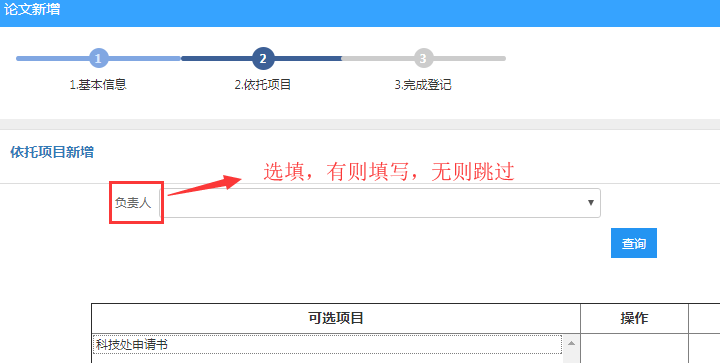 论文新增
1 2 3
1.基本信息 2.依托项目 3.完成登记
依托项目新增
选填，有则填写，无则跳过
负责人
查询
可选项目 操作
科技处申请书